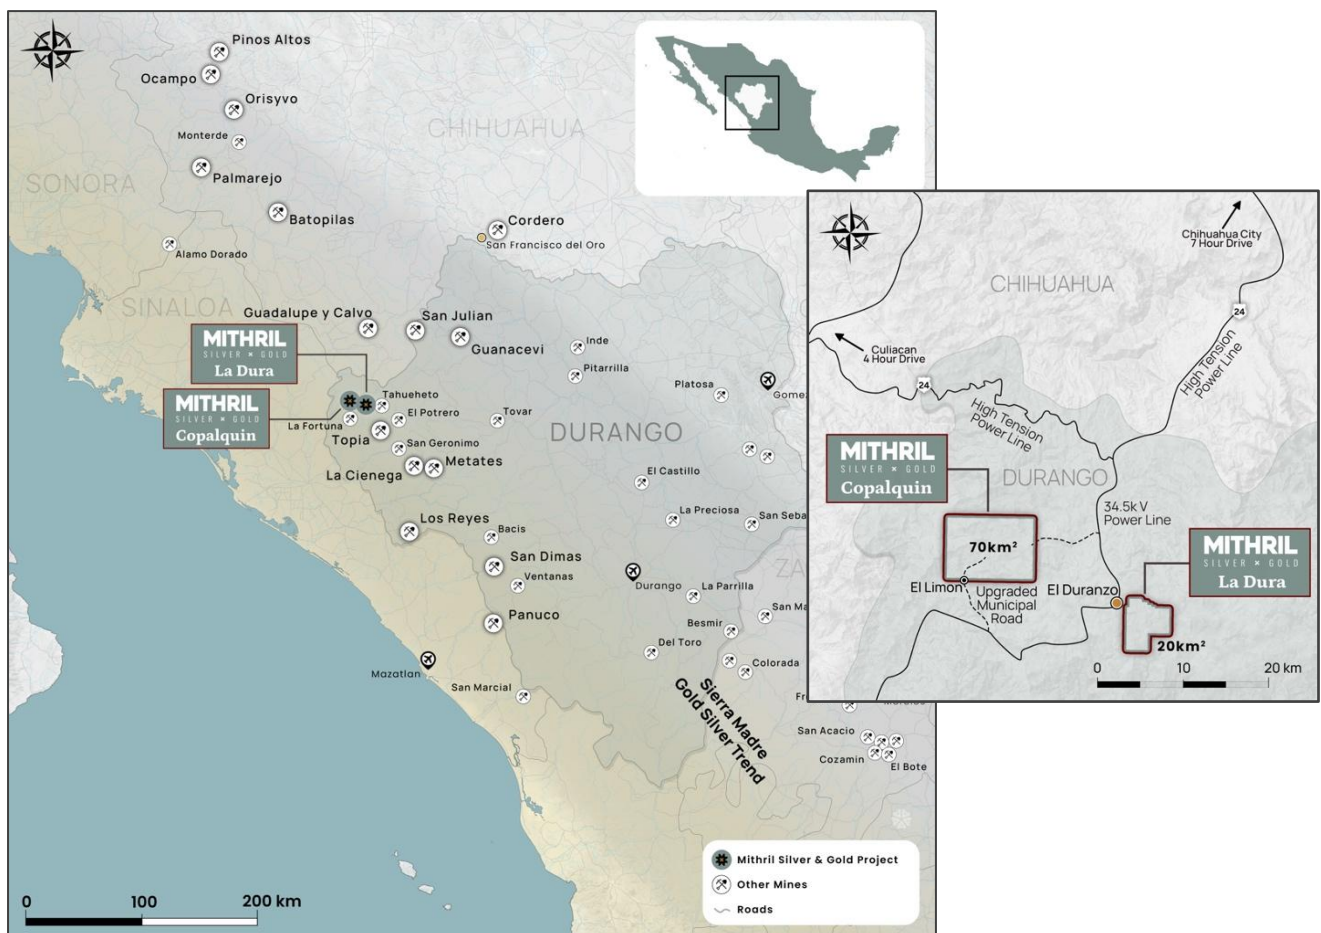 Pinos Altos
Ocampo
Orisyvo
Monterde
CHIHUAHUA
SONORA
Palmarejo
Batopilas
Cordero
San Francisco del Oro
Alamo Dorado
SINALOA
Guadalupe y Calvo
San Julian
Guanacevi
MITHRIL
SILVER GOLD
La Dura
Inde
Pitarrilla
Platosa
MITHRIL
SILVER GOLD
Copalquin
Tahueheto
El Potrero
La Fortuna
Topia
Tovar
DURANGO
San Geronimo
La Cienega
Metates
El Castillo
La Preciosa
Los Reyes
Bacis
San Dimas
Ventanas
Durango
La Parrilla
Panuco
Besmir
Del Toro
Colorada
Mazatlan
San Marcial
Sierra Madre
Gold Silver Trend
San Acacio
Cozamin
El Bote
Mithril Silver & Gold Project
Other Mines
Roads
0 100 200 km
Chihuahua City
7 Hour Drive
CHIHUAHUA
24
Culiacan
4 Hour Drive
24
High Tension
Power Line
High Tension
Power Line
MITHRIL
SILVER GOLD
Copalquin
DURANGO
34.5k V
Power Line
70km²
MITHRIL
SILVER GOLD
La Dura
El Limon
Upgraded
Municipal
Road
El Duranzo
20km²
0 10 20 km